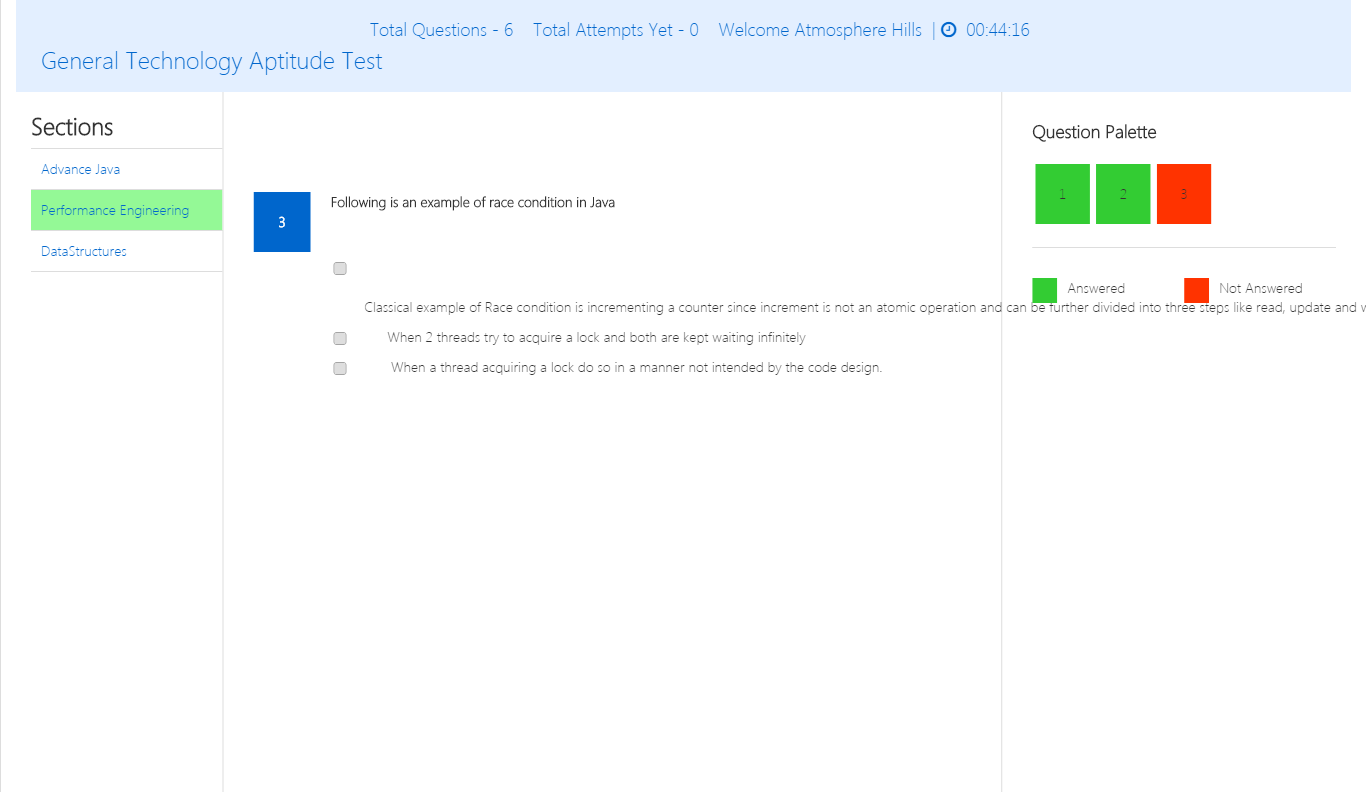 Total Questions - 6 Total Attempts Yet - 0 Welcome Atmosphere Hills | 00:44:16
General Technology Aptitude Test
Sections
Advance Java
Performance Engineering
DataStructures
3
Following is an example of race condition in Java
Classical example of Race condition is incrementing a counter since increment is not an atomic operation and can be further divided into three steps like read, update and w
When 2 threads try to acquire a lock and both are kept waiting infinitely
When a thread acquiring a lock do so in a manner not intended by the code design.
Question Palette
1 2 3
Answered Not Answered